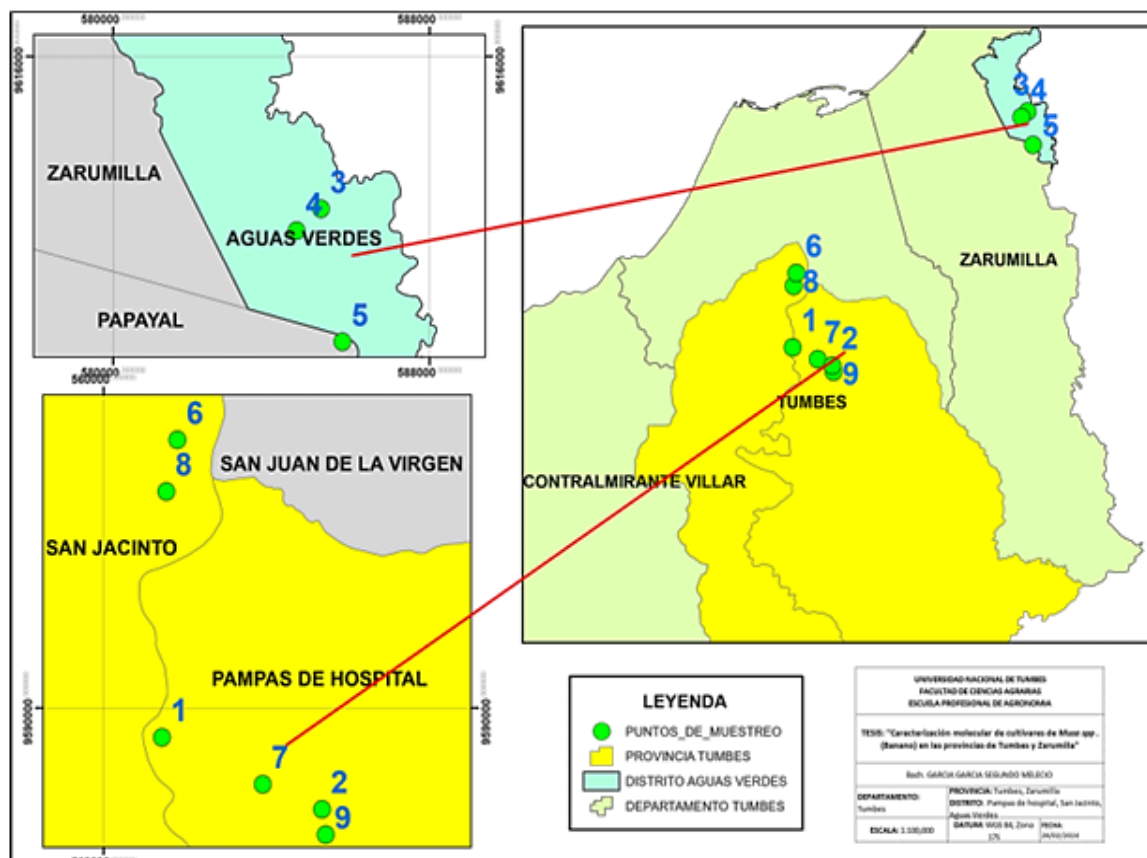 580000
588000
9616000
9616000
ZARUMILLA
3
4
AGUAS VERDES
5
PAPAYAL
580000
588000
3
4
5
ZARUMILLA
6
8
1
7
2
9
TUMBES
CONTRALMIRANTE VILLAR
560000
6
8
SAN JUAN DE LA VIRGEN
SAN JACINTO
PAMPAS DE HOSPITAL
9590000
9590000
1
7
2
9
LEYENDA
PUNTOS_DE_MUESTREO
PROVINCIA TUMBES
DISTRITO AGUAS VERDES
DEPARTAMENTO TUMBES
UNIVERSIDAD NACIONAL DE TUMBES
FACULTAD DE CIENCIAS AGRARIAS
ESCUELA PROFESIONAL DE AGRONOMIA
TESIS: "Caracterización molecular de cultivares de Musa spp.
(Banano) en las provincias de Tumbes y Zarumilla"
Bach. GARCIA GARCIA SEGUNDO MELECIO
DEPARTAMENTO:
Tumbes
PROVINCIA: Tumbes, Zarumilla
DISTRITO: Pampas de hospital, San Jacinto,
Aguas Verdes
ESCALA: 1:100,000
DATUM: WGS 84, Zona
17S
FECHA: